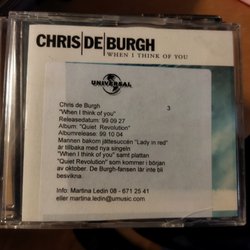 CHRIS DE BURGH
WHEN I THINK OF YOU
UNIVERSAL
Chris de Burgh
3
"When I think of you"
Releasedatum: 99 09 27
Album: "Quiet Revolution"
Albumrelease: 99 10 04
Mannen bakom jättesuccén "Lady in red"
är tillbaka med nya singeln
"When I think of you" samt plattan
"Quiet Revolution" som kommer i början
av oktober. De Burgh-fansen lär inte bli
besvikna.
Info: Martina Ledin 08 - 671 25 41
eller martina.ledin@umusic.com